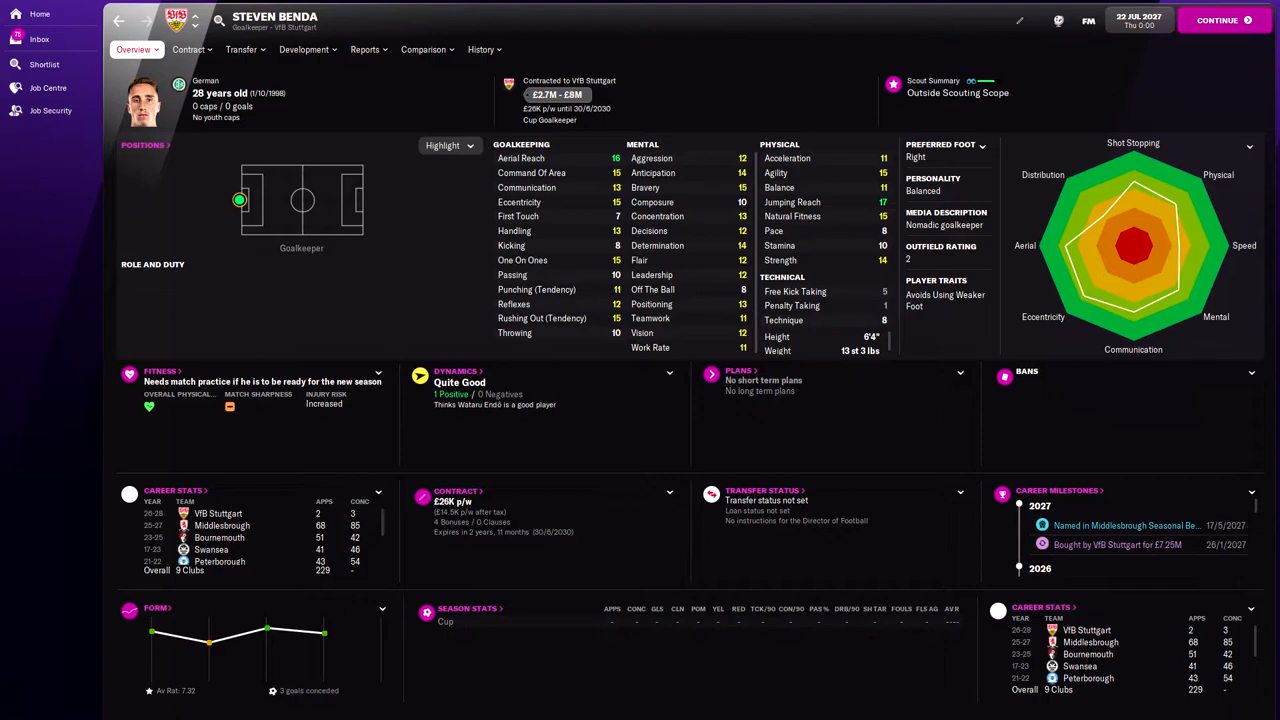 Home
75
Inbox
Shortlist
Job Centre
Job Security
STEVEN BENDA
Goalkeeper - VfB Stuttgart
FM
22 JUL 2027
Thu 0:00
CONTINUE
Overview
Contract
Transfer
Development
Reports
Comparison
History
German
28 years old (1/10/1998)
0 caps / 0 goals
No youth caps
Contracted to VfB Stuttgart
£2.7M - £8M
£26K p/w until 30/6/2030
Cup Goalkeeper
Scout Summary
Outside Scouting Scope
POSITIONS
Highlight
Goalkeeper
ROLE AND DUTY
GOALKEEPING
Aerial Reach 16
Command Of Area 15
Communication 13
Eccentricity 15
First Touch 7
Handling 13
Kicking 8
One On Ones 15
Passing 10
Punching (Tendency) 11
Reflexes 12
Rushing Out (Tendency) 15
Throwing 10
MENTAL
Aggression 12
Anticipation 14
Bravery 15
Composure 10
Concentration 13
Decisions 12
Determination 14
Flair 12
Leadership 12
Off The Ball 8
Positioning 13
Teamwork 11
Vision 12
Work Rate 11
PHYSICAL
Acceleration 11
Agility 15
Balance 11
Jumping Reach 17
Natural Fitness 15
Pace 8
Stamina 10
Strength 14
TECHNICAL
Free Kick Taking 5
Penalty Taking 1
Technique 8
Height 6'4"
Weight 13 st 3 lbs
PREFERRED FOOT
Right
PERSONALITY
Balanced
MEDIA DESCRIPTION
Nomadic goalkeeper
OUTFIELD RATING
2
PLAYER TRAITS
Avoids Using Weaker
Foot
Shot Stopping
Distribution
Physical
Aerial
Speed
Eccentricity
Mental
Communication
FITNESS
Needs match practice if he is to be ready for the new season
OVERALL PHYSICAL...
MATCH SHARPNESS
INJURY RISK
Increased
DYNAMICS
Quite Good
1 Positive / 0 Negatives
Thinks Wataru Endō is a good player
PLANS
No short term plans
No long term plans
BANS
CAREER STATS
YEAR TEAM APPS CONC
26-28 VfB Stuttgart 2 3
25-27 Middlesbrough 68 85
23-25 Bournemouth 51 42
17-23 Swansea 41 46
21-22 Peterborough 43 54
Overall 9 Clubs 229 -
CONTRACT
£26K p/w
(£14.5K p/w after tax)
4 Bonuses / 0 Clauses
Expires in 2 years, 11 months (30/6/2030)
TRANSFER STATUS
Transfer status not set
Loan status not set
No instructions for the Director of Football
CAREER MILESTONES
2027
Named in Middlesbrough Seasonal Be... 17/5/2027
Bought by VfB Stuttgart for £7.25M 26/1/2027
2026
FORM
Av Rat: 7.32
3 goals conceded
SEASON STATS
APPS CONC GLS CLN POM YEL RED TCK/90 CON/90 PAS % DRB/90 SH TAR FOULS FLS AG AV R
Cup - - - - - - - - - - - - - - ----
CAREER STATS
YEAR TEAM APPS CONC
26-28 VfB Stuttgart 2 3
25-27 Middlesbrough 68 85
23-25 Bournemouth 51 42
17-23 Swansea 41 46
21-22 Peterborough 43 54
Overall 9 Clubs 229 -